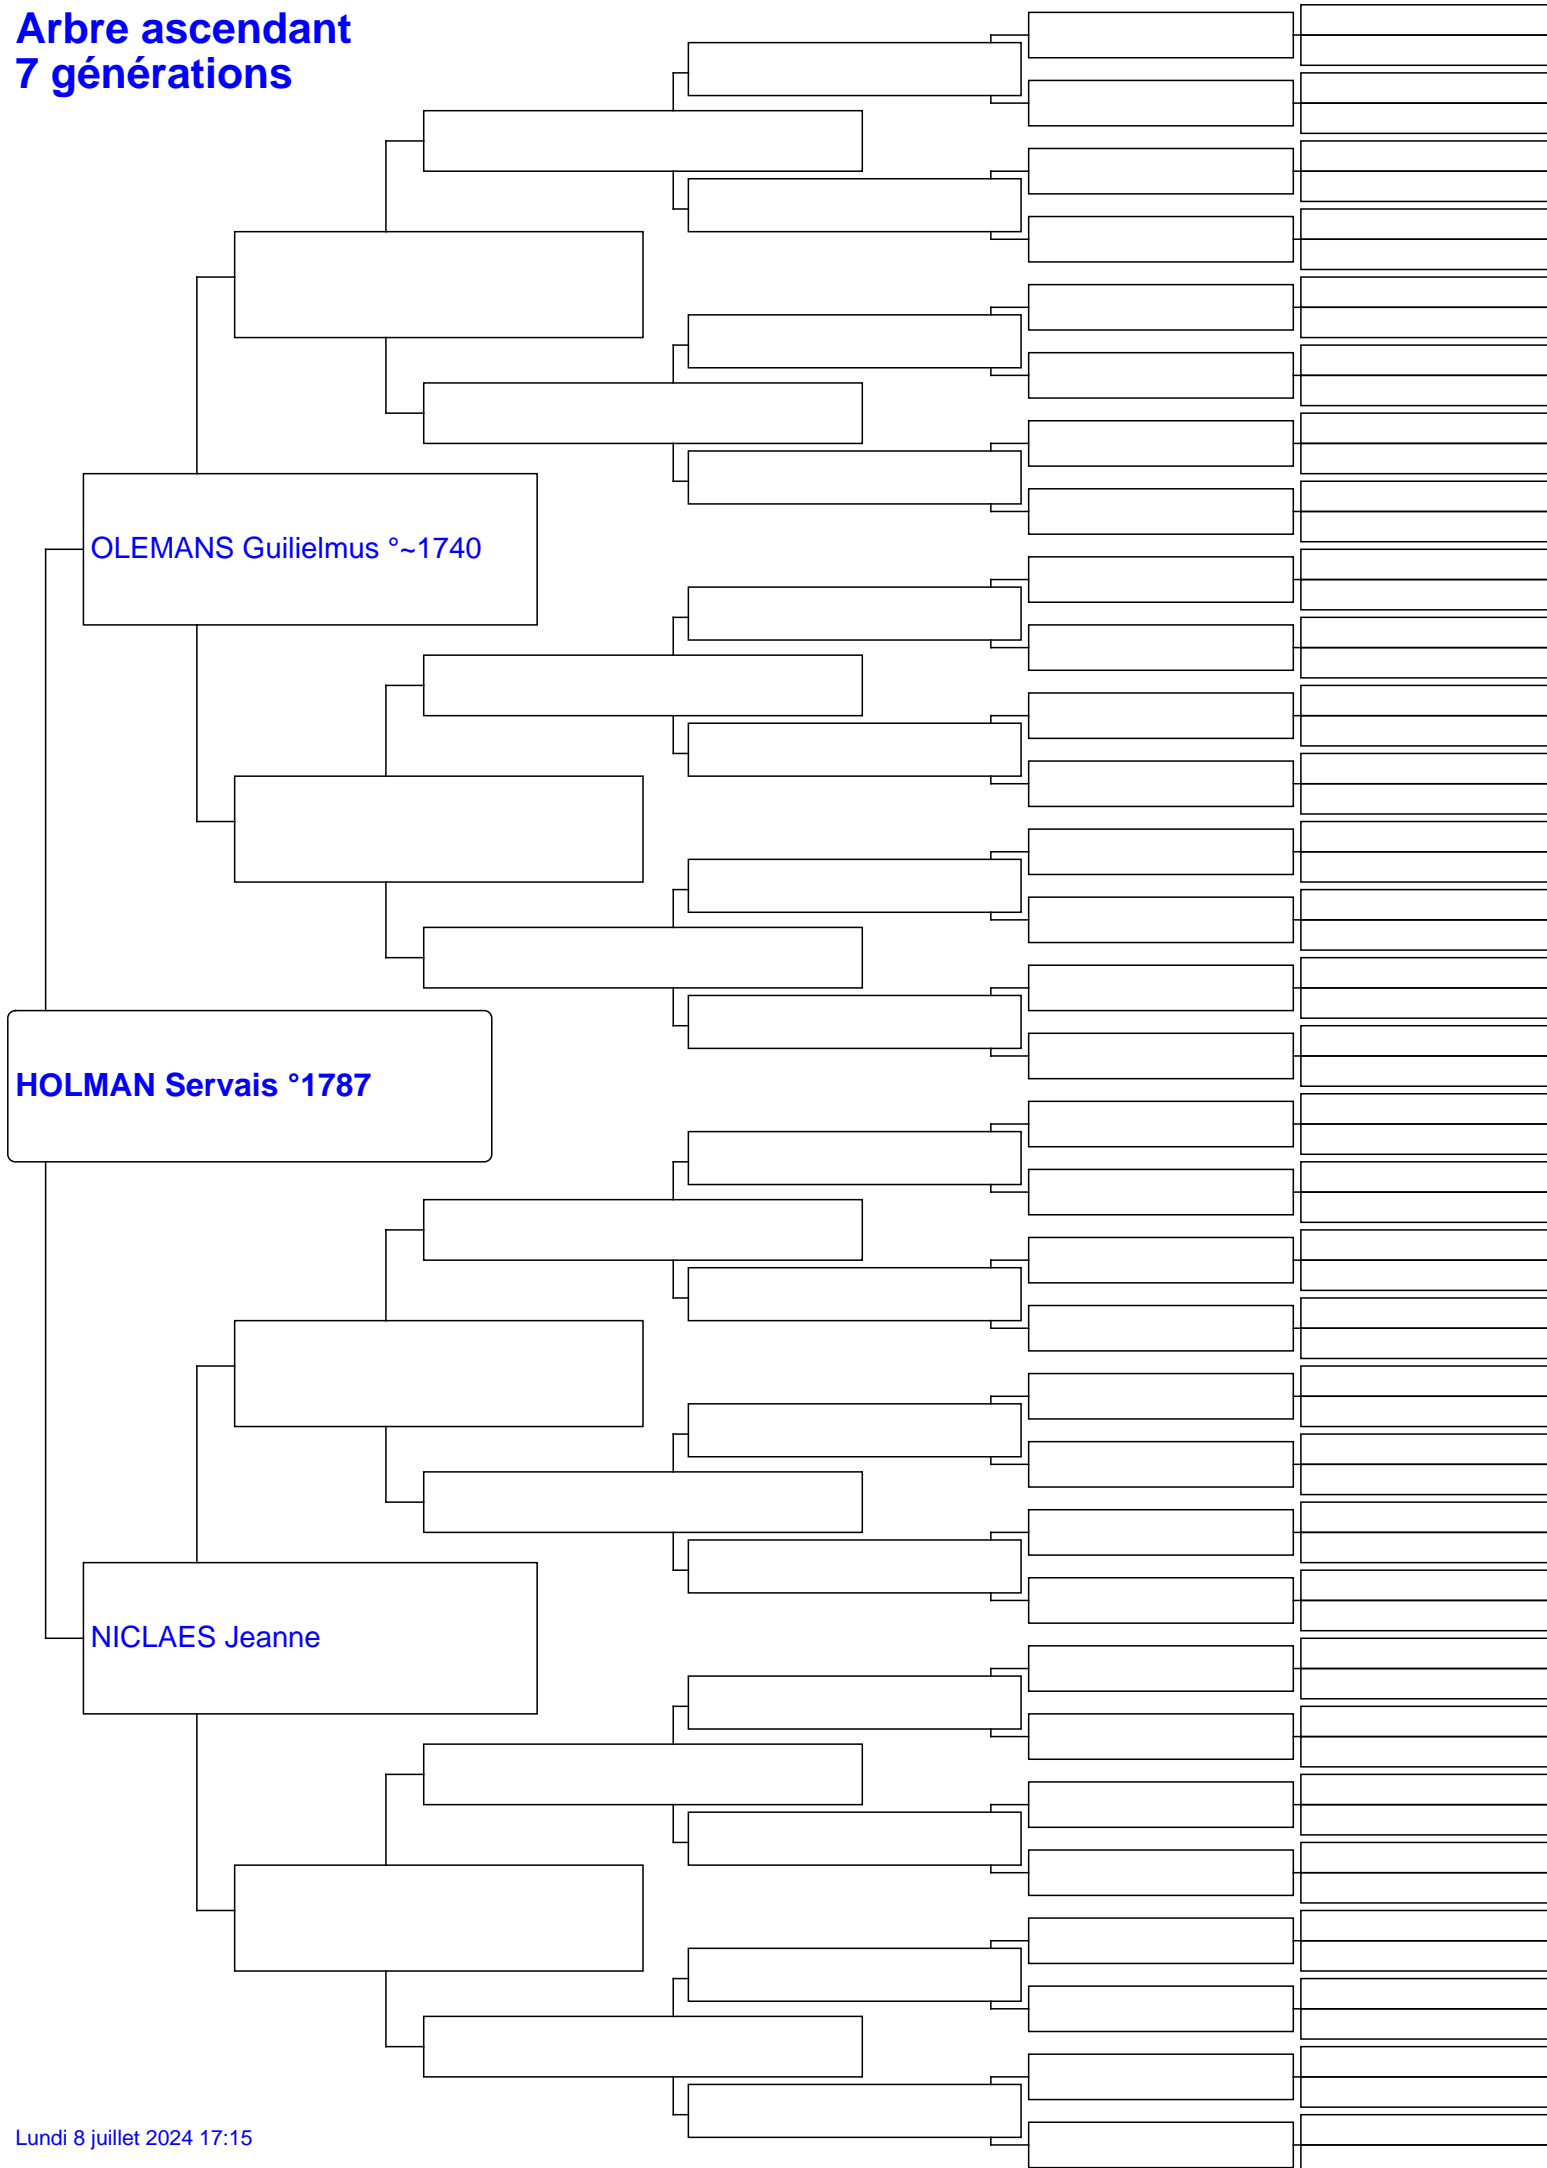 Arbre ascendant
7 générations
OLEMANS Guilielmus °~1740
HOLMAN Servais °1787
NICLAES Jeanne
Lundi 8 juillet 2024 17:15